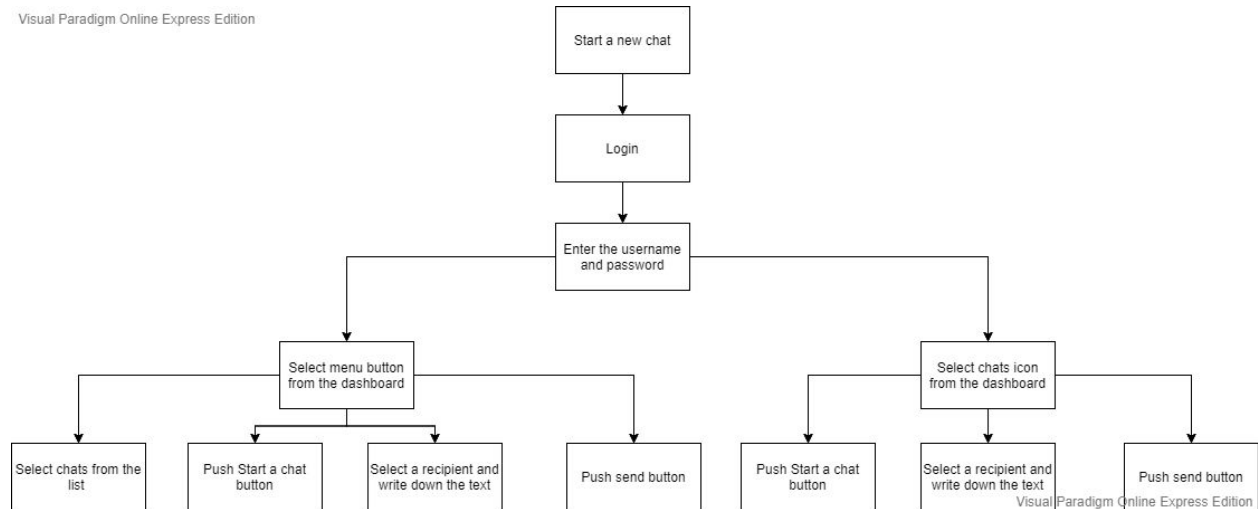 Visual Paradigm Online Express Edition
Start a new chat
Login
Enter the username
and password
Select menu button
from the dashboard
Select chats icon
from the dashboard
Select chats from the
list
Push Start a chat
button
Select a recipient and
write down the text
Push send button
Push Start a chat
button
Select a recipient and
write down the text
Push send button
Visual Paradigm Online Express Edition